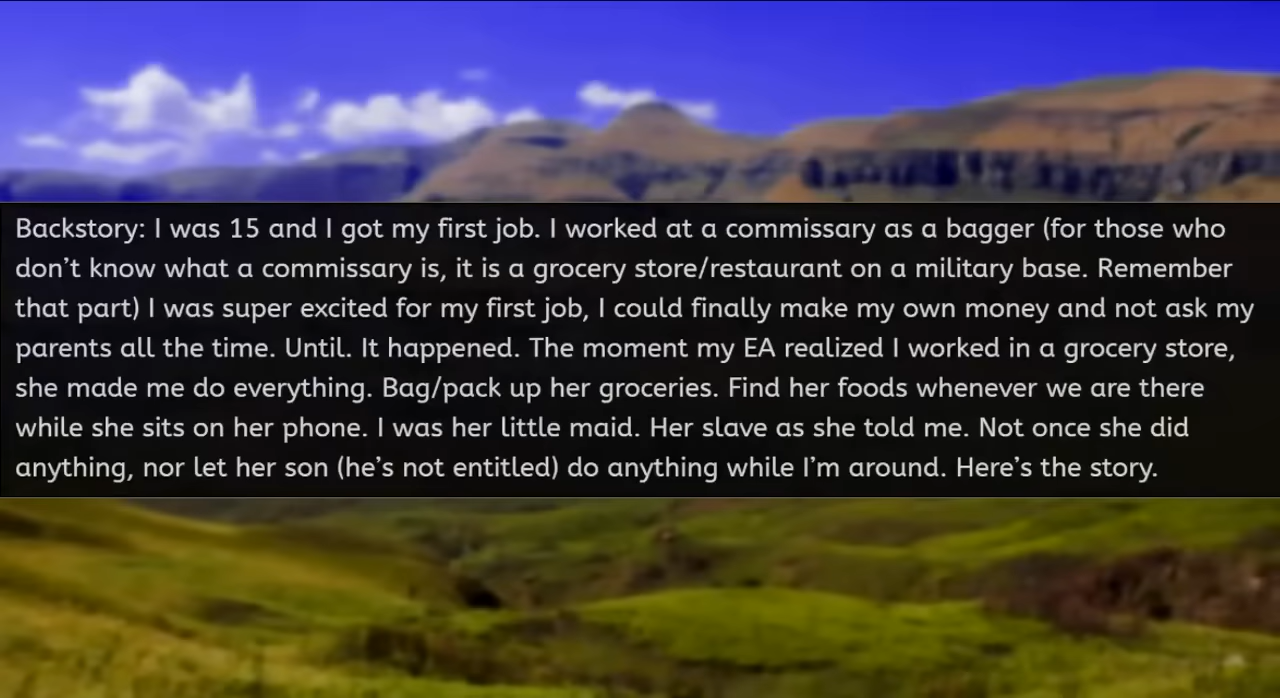 Backstory: I was 15 and I got my first job. I worked at a commissary as a bagger (for those who
don’t know what a commissary is, it is a grocery store/restaurant on a military base. Remember
that part) I was super excited for my first job, I could finally make my own money and not ask my
parents all the time. Until. It happened. The moment my EA realized I worked in a grocery store,
she made me do everything. Bag/pack up her groceries. Find her foods whenever we are there
while she sits on her phone. I was her little maid. Her slave as she told me. Not once she did
anything, nor let her son (he’s not entitled) do anything while I’m around. Here’s the story.